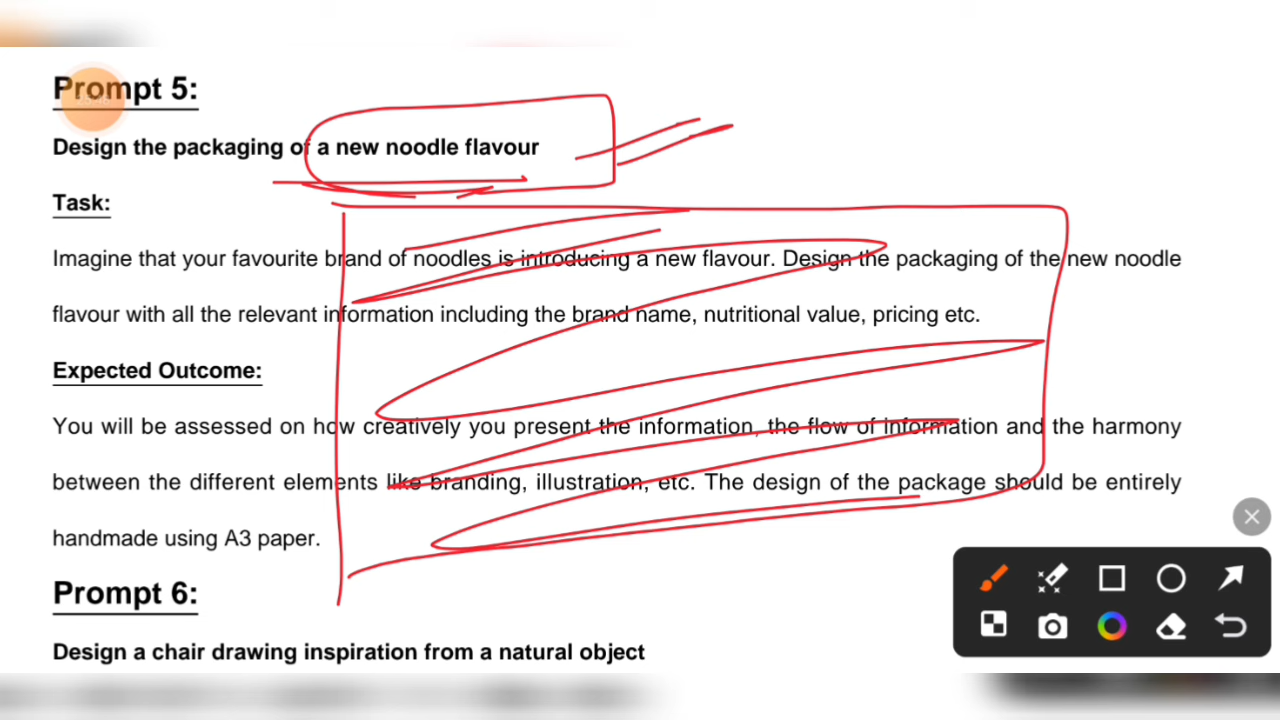 Prompt 5:
Design the packaging of a new noodle flavour
Task:
Imagine that your favourite brand of noodles is introducing a new flavour. Design the packaging of the new noodle
flavour with all the relevant information including the brand name, nutritional value, pricing etc.
Expected Outcome:
You will be assessed on how creatively you present the information, the flow of information and the harmony
between the different elements like branding, illustration, etc. The design of the package should be entirely
handmade using A3 paper.
Prompt 6:
Design a chair drawing inspiration from a natural object